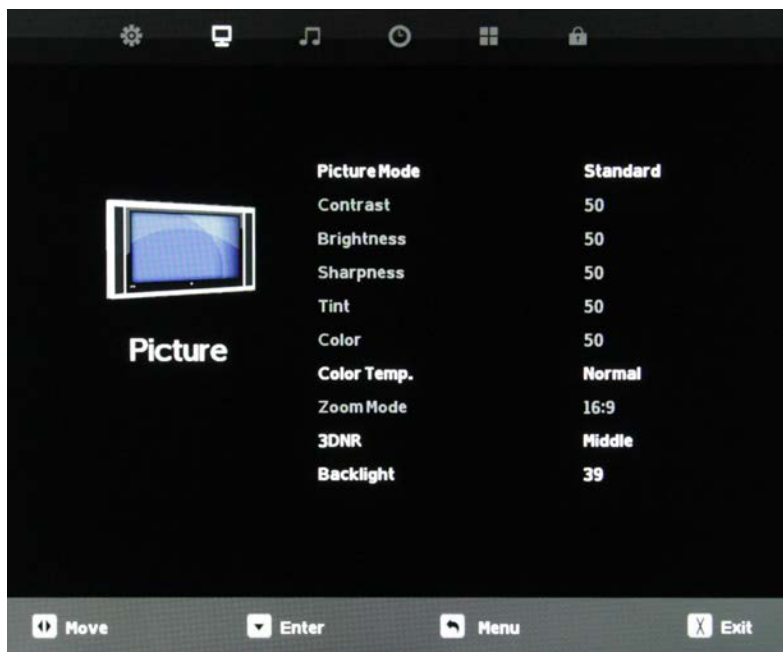 Picture Mode Standard
Contrast 50
Brightness 50
Sharpness 50
Tint 50
Color 50
Picture
Color Temp. Normal
Zoom Mode 16:9
3DNR Middle
Backlight 39
Move Enter Menu X Exit